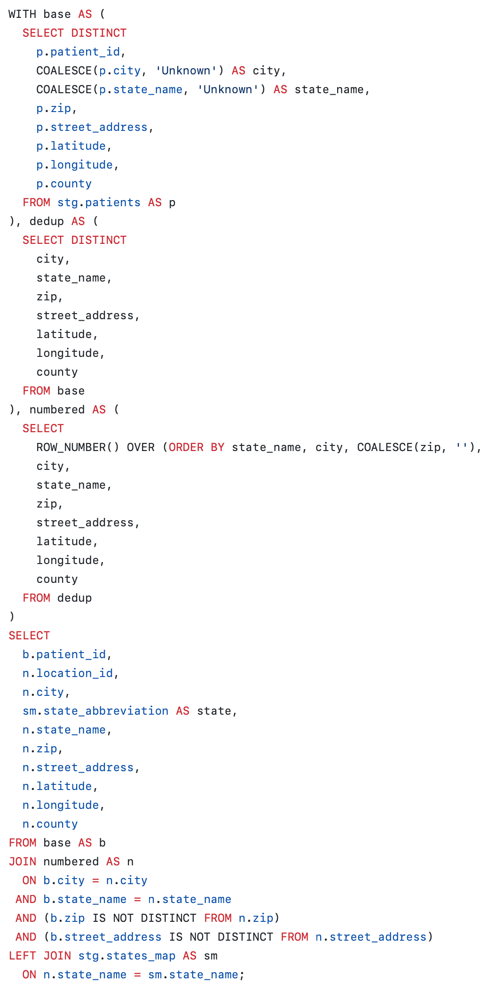 WITH base AS (
  SELECT DISTINCT
    p.patient_id,
    COALESCE(p.city, 'Unknown') AS city,
    COALESCE(p.state_name, 'Unknown') AS state_name,
    p.zip,
    p.street_address,
    p.latitude,
    p.longitude,
    p.county
  FROM stg.patients AS p
), dedup AS (
  SELECT DISTINCT
    city,
    state_name,
    zip,
    street_address,
    latitude,
    longitude,
    county
  FROM base
), numbered AS (
  SELECT
    ROW_NUMBER() OVER (ORDER BY state_name, city, COALESCE(zip, ''),
    city,
    state_name,
    zip,
    street_address,
    latitude,
    longitude,
    county
  FROM dedup
)
SELECT
  b.patient_id,
  n.location_id,
  n.city,
  sm.state_abbreviation AS state,
  n.state_name,
  n.zip,
  n.street_address,
  n.latitude,
  n.longitude,
  n.county
FROM base AS b
JOIN numbered AS n
  ON b.city = n.city
 AND b.state_name = n.state_name
 AND (b.zip IS NOT DISTINCT FROM n.zip)
 AND (b.street_address IS NOT DISTINCT FROM n.street_address)
LEFT JOIN stg.states_map AS sm
  ON n.state_name = sm.state_name;